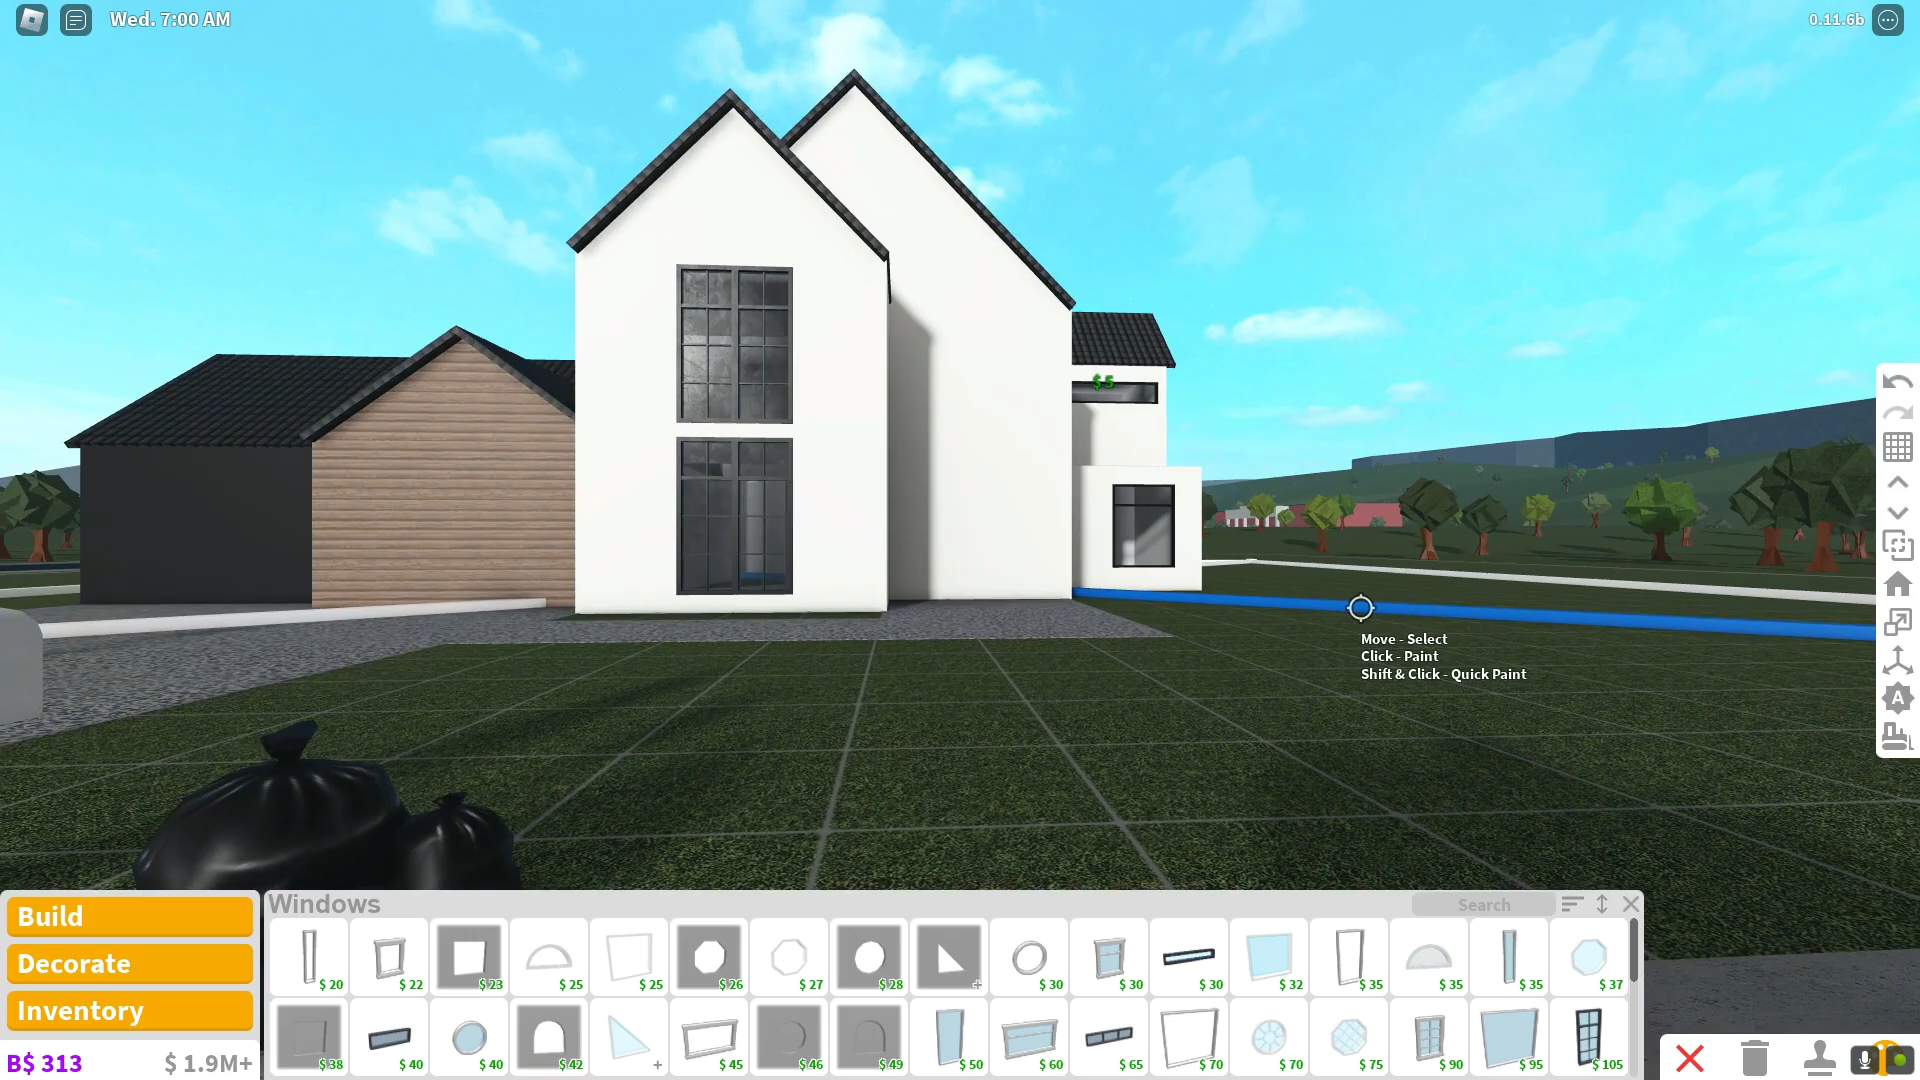 Wed. 7:00 AM
0.11.6b
$ 5
Move - Select
Click - Paint
Shift & Click - Quick Paint
A
Build
Decorate
Inventory
B$ 313
$ 1.9M+
Windows
Search
$ 20
$ 22
$ 23
$ 25
$ 25
$ 26
$ 27
$ 28
+
$ 30
$ 30
$ 30
$ 32
$ 35
$ 35
$ 35
$ 37
$ 38
$ 40
$ 40
$ 42
+
$ 45
$ 46
$ 49
$ 50
$ 60
$ 65
$ 70
$ 70
$ 75
$ 90
$ 95
$ 105